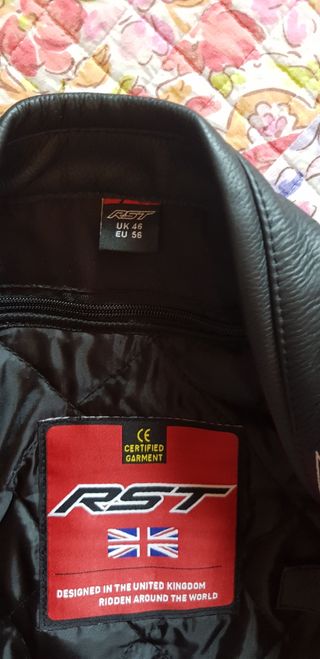 RST
UK 46
EU 56
CE
CERTIFIED
GARMENT
RST
DESIGNED IN THE UNITED KINGDOM
RIDDEN AROUND THE WORLD